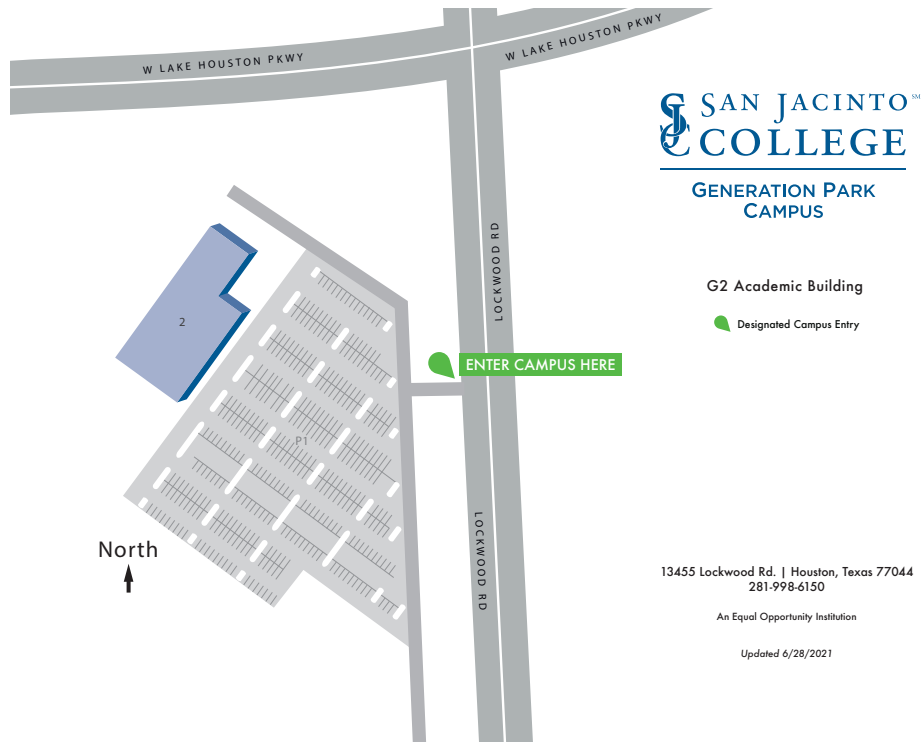 W LAKE HOUSTON PKWY
W LAKE HOUSTON PKWY
SJC
SAN JACINTO℠
COLLEGE
GENERATION PARK
CAMPUS
LOCKWOOD RD
G2 Academic Building
Designated Campus Entry
2
ENTER CAMPUS HERE
P1
LOCKWOOD RD
North
13455 Lockwood Rd. | Houston, Texas 77044
281-998-6150
An Equal Opportunity Institution
Updated 6/28/2021